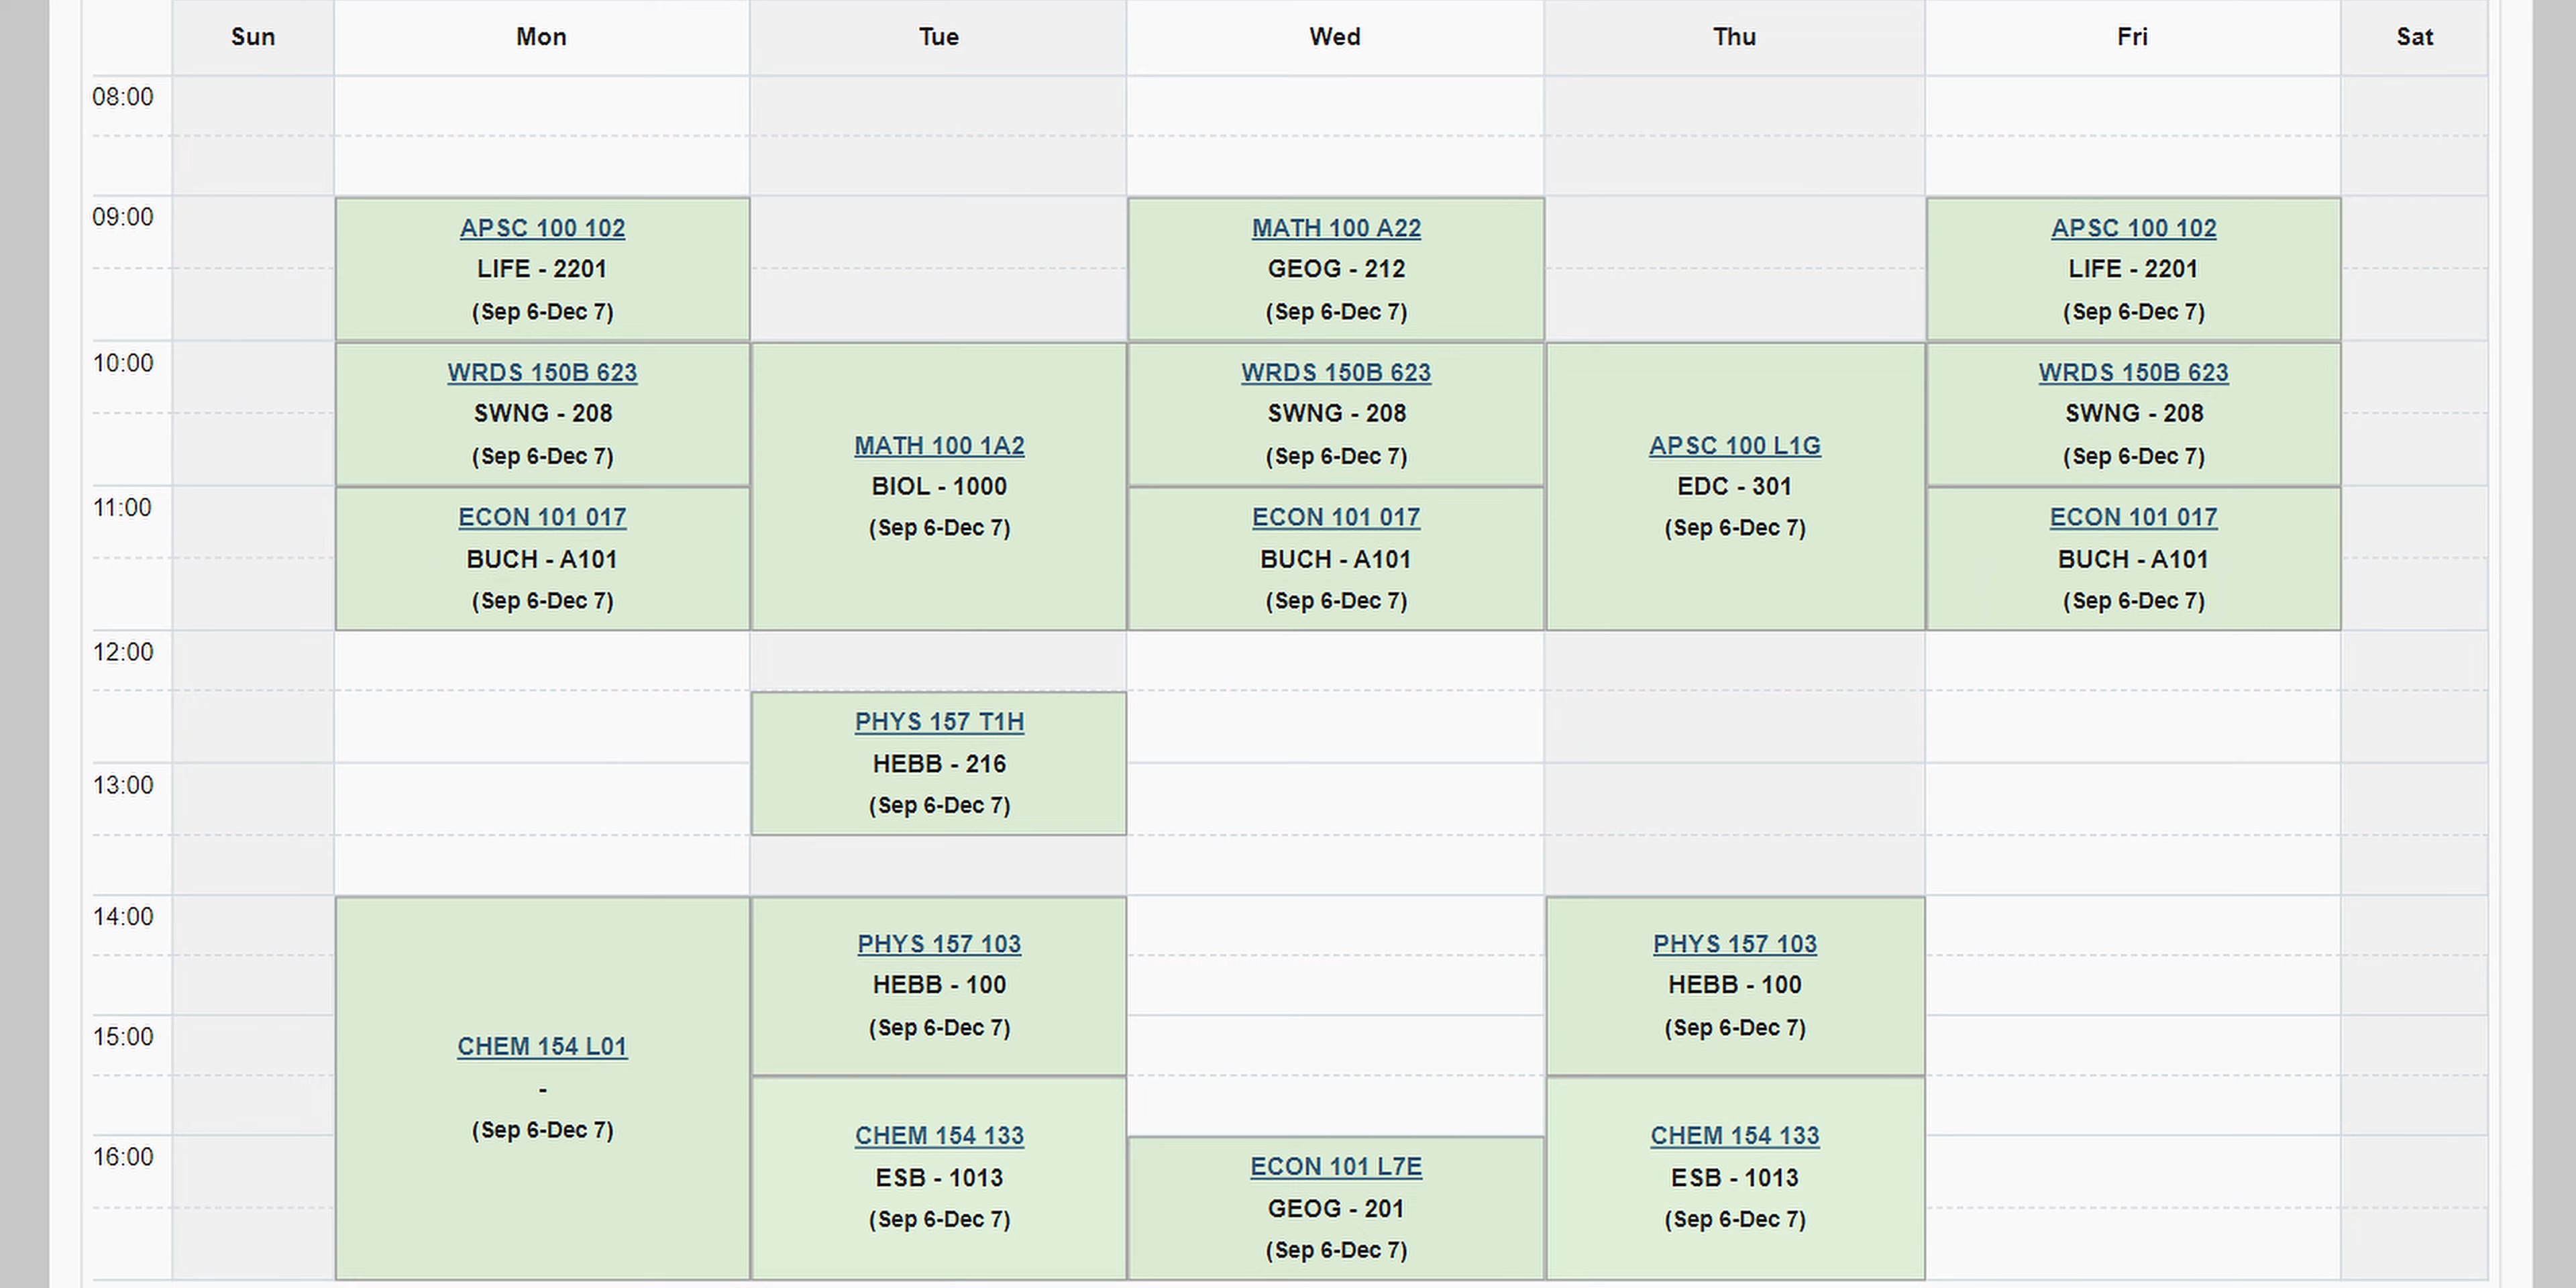 Sun Mon Tue Wed Thu Fri Sat
08:00
09:00
APSC 100 102
LIFE - 2201
(Sep 6-Dec 7)
MATH 100 A22
GEOG - 212
(Sep 6-Dec 7)
APSC 100 102
LIFE - 2201
(Sep 6-Dec 7)
10:00
WRDS 150B 623
SWNG - 208
(Sep 6-Dec 7)
MATH 100 1A2
BIOL - 1000
(Sep 6-Dec 7)
WRDS 150B 623
SWNG - 208
(Sep 6-Dec 7)
APSC 100 L1G
EDC - 301
(Sep 6-Dec 7)
WRDS 150B 623
SWNG - 208
(Sep 6-Dec 7)
11:00
ECON 101 017
BUCH - A101
(Sep 6-Dec 7)
ECON 101 017
BUCH - A101
(Sep 6-Dec 7)
ECON 101 017
BUCH - A101
(Sep 6-Dec 7)
12:00
PHYS 157 T1H
HEBB - 216
(Sep 6-Dec 7)
13:00
14:00
CHEM 154 L01
-
(Sep 6-Dec 7)
PHYS 157 103
HEBB - 100
(Sep 6-Dec 7)
PHYS 157 103
HEBB - 100
(Sep 6-Dec 7)
15:00
CHEM 154 133
ESB - 1013
(Sep 6-Dec 7)
CHEM 154 133
ESB - 1013
(Sep 6-Dec 7)
16:00
ECON 101 L7E
GEOG - 201
(Sep 6-Dec 7)